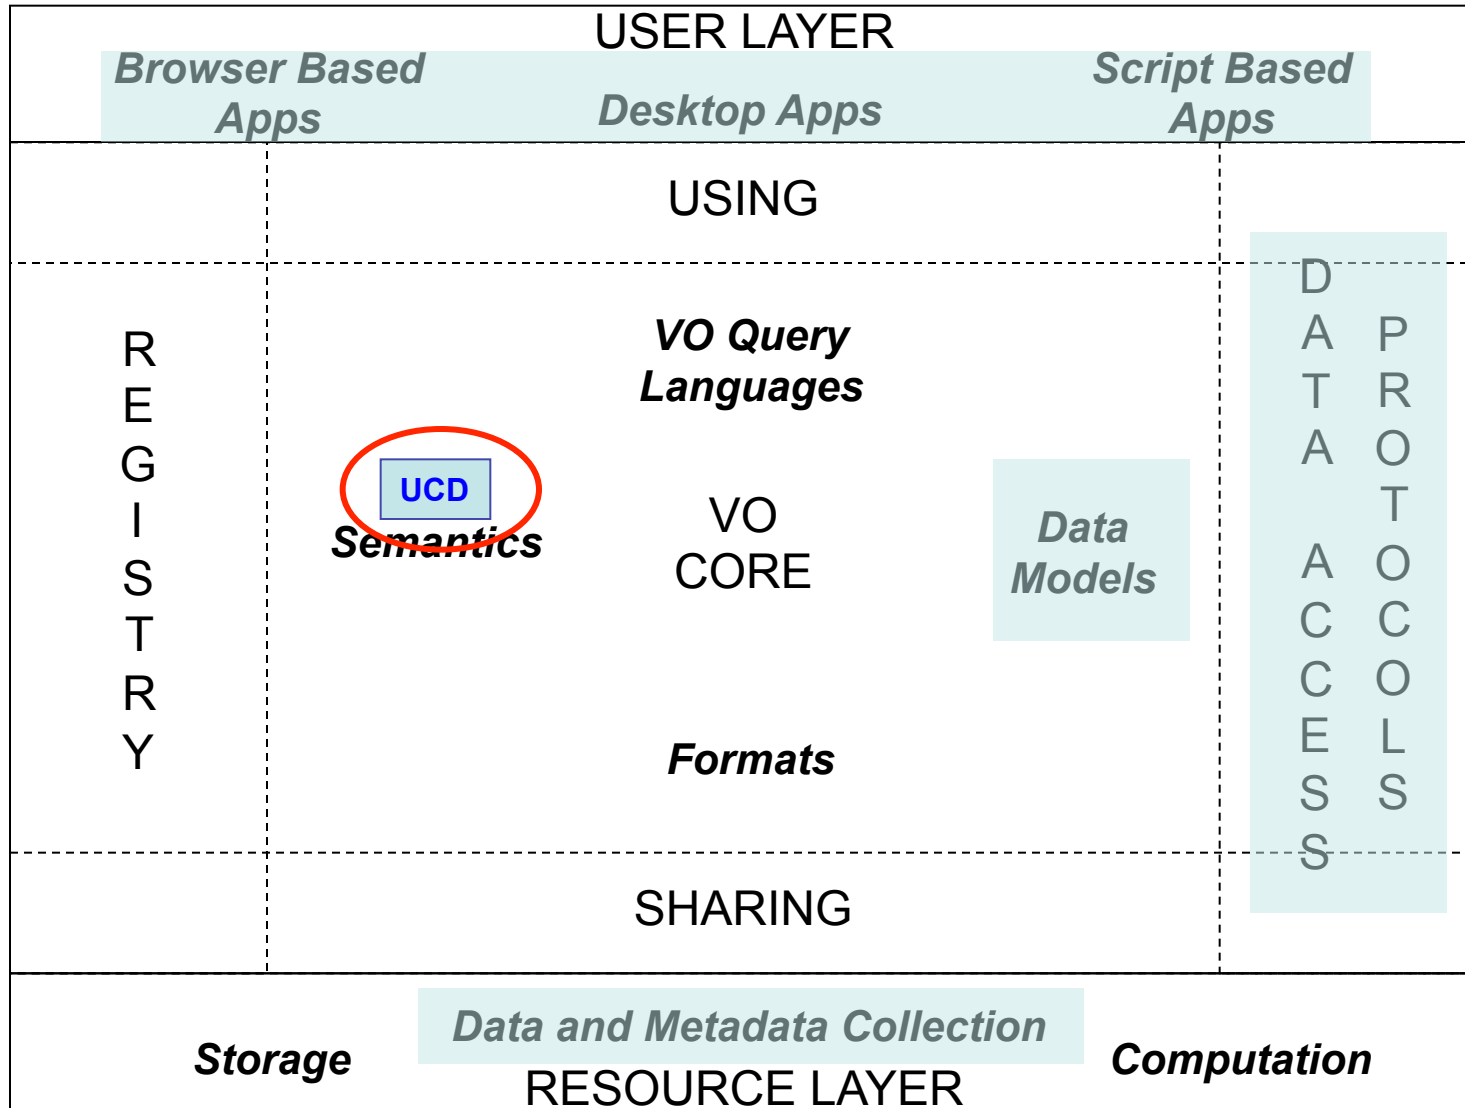 USER LAYER
Browser Based
Apps
Desktop Apps
Script Based
Apps
USING
REGISTRY
VO Query
Languages
UCD
Semantics
VO
CORE
Data
Models
Formats
DATA ACCESS
PROTOCOLS
SHARING
Data and Metadata Collection
Storage
Computation
RESOURCE LAYER